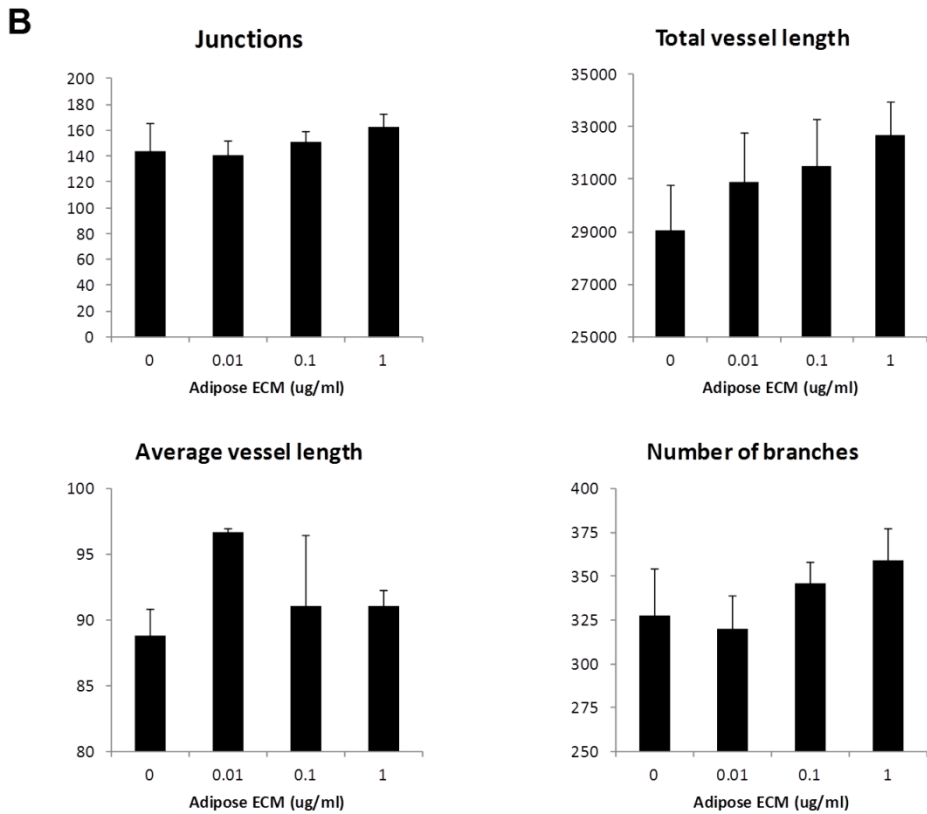 B
Junctions
200
180
160
140
120
100
80
60
40
20
0
0 0.01 0.1 1
Adipose ECM (ug/ml)
Total vessel length
35000
33000
31000
29000
27000
25000
0 0.01 0.1 1
Adipose ECM (ug/ml)
Average vessel length
100
95
90
85
80
0 0.01 0.1 1
Adipose ECM (ug/ml)
Number of branches
400
375
350
325
300
275
250
0 0.01 0.1 1
Adipose ECM (ug/ml)